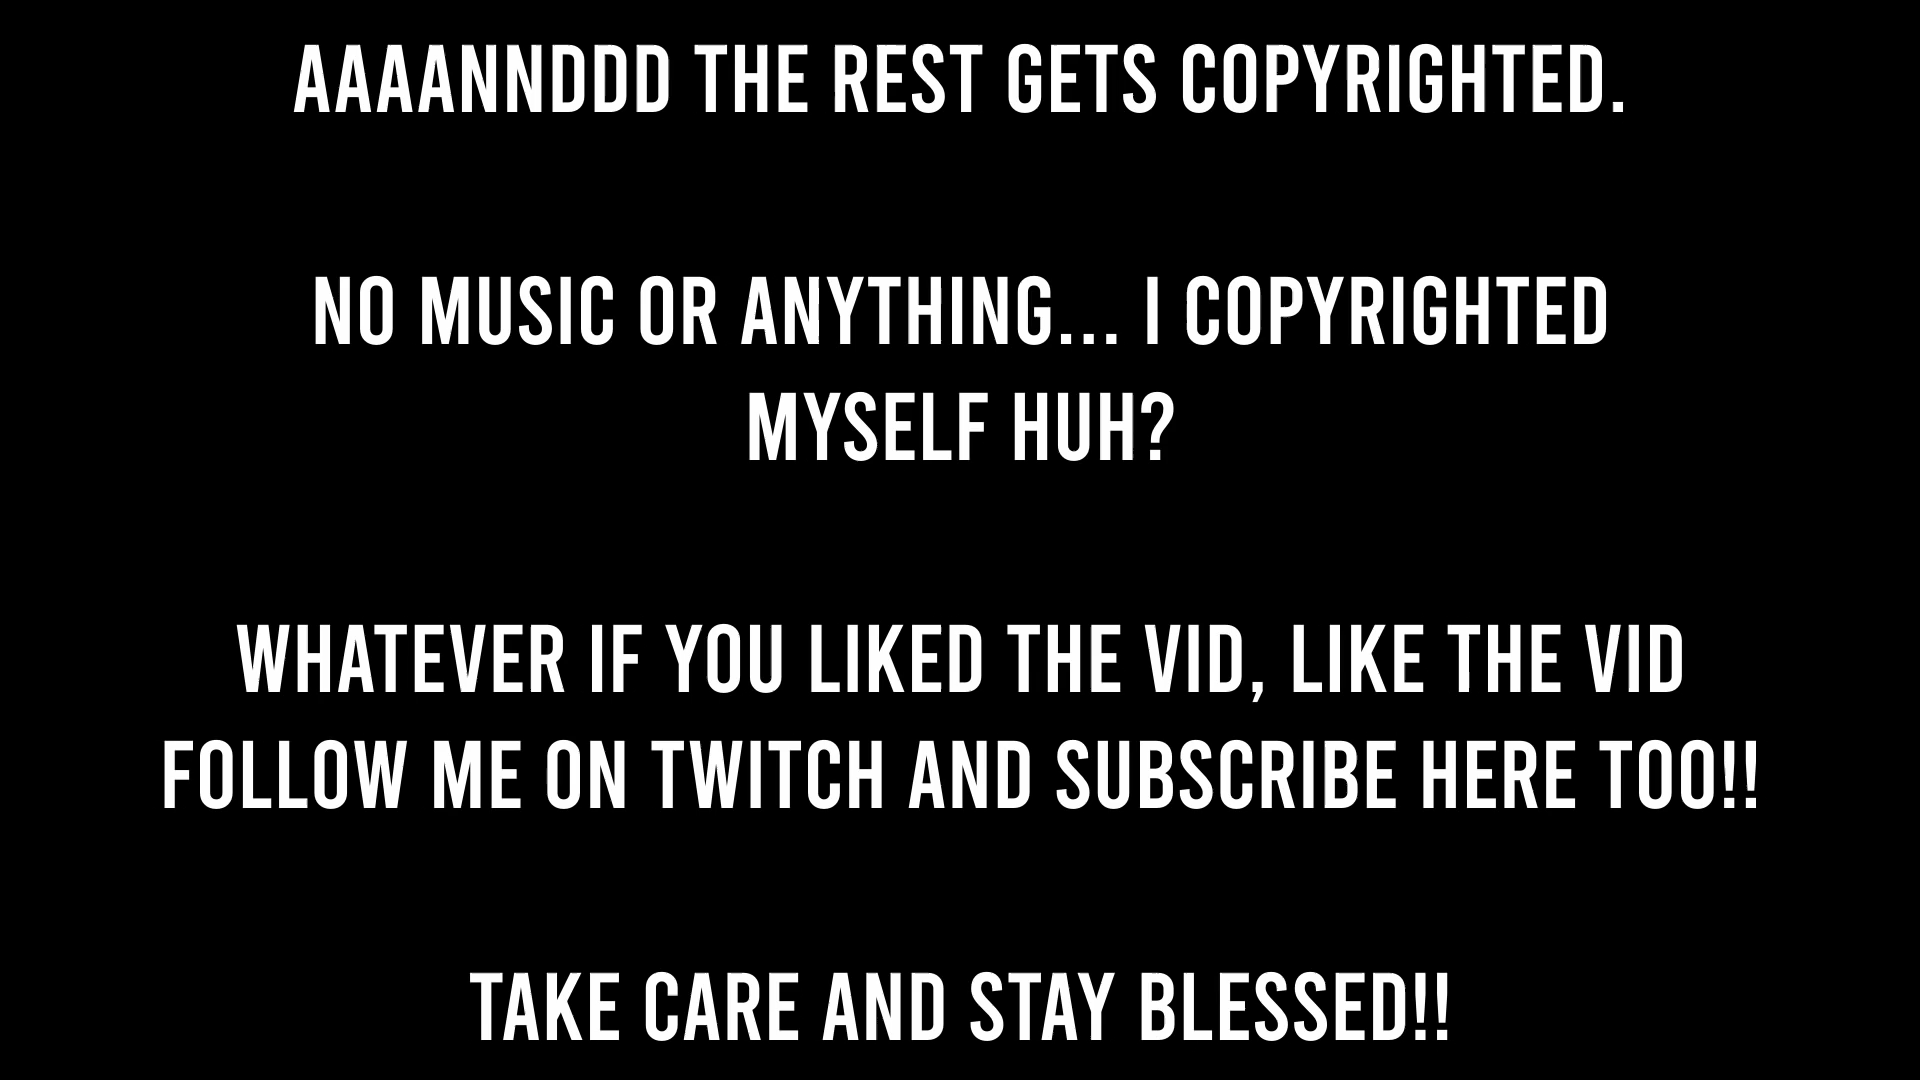 AAAANNDDD THE REST GETS COPYRIGHTED.
NO MUSIC OR ANYTHING... I COPYRIGHTED
MYSELF HUH?
WHATEVER IF YOU LIKED THE VID, LIKE THE VID
FOLLOW ME ON TWITCH AND SUBSCRIBE HERE TOO!!
TAKE CARE AND STAY BLESSED!!